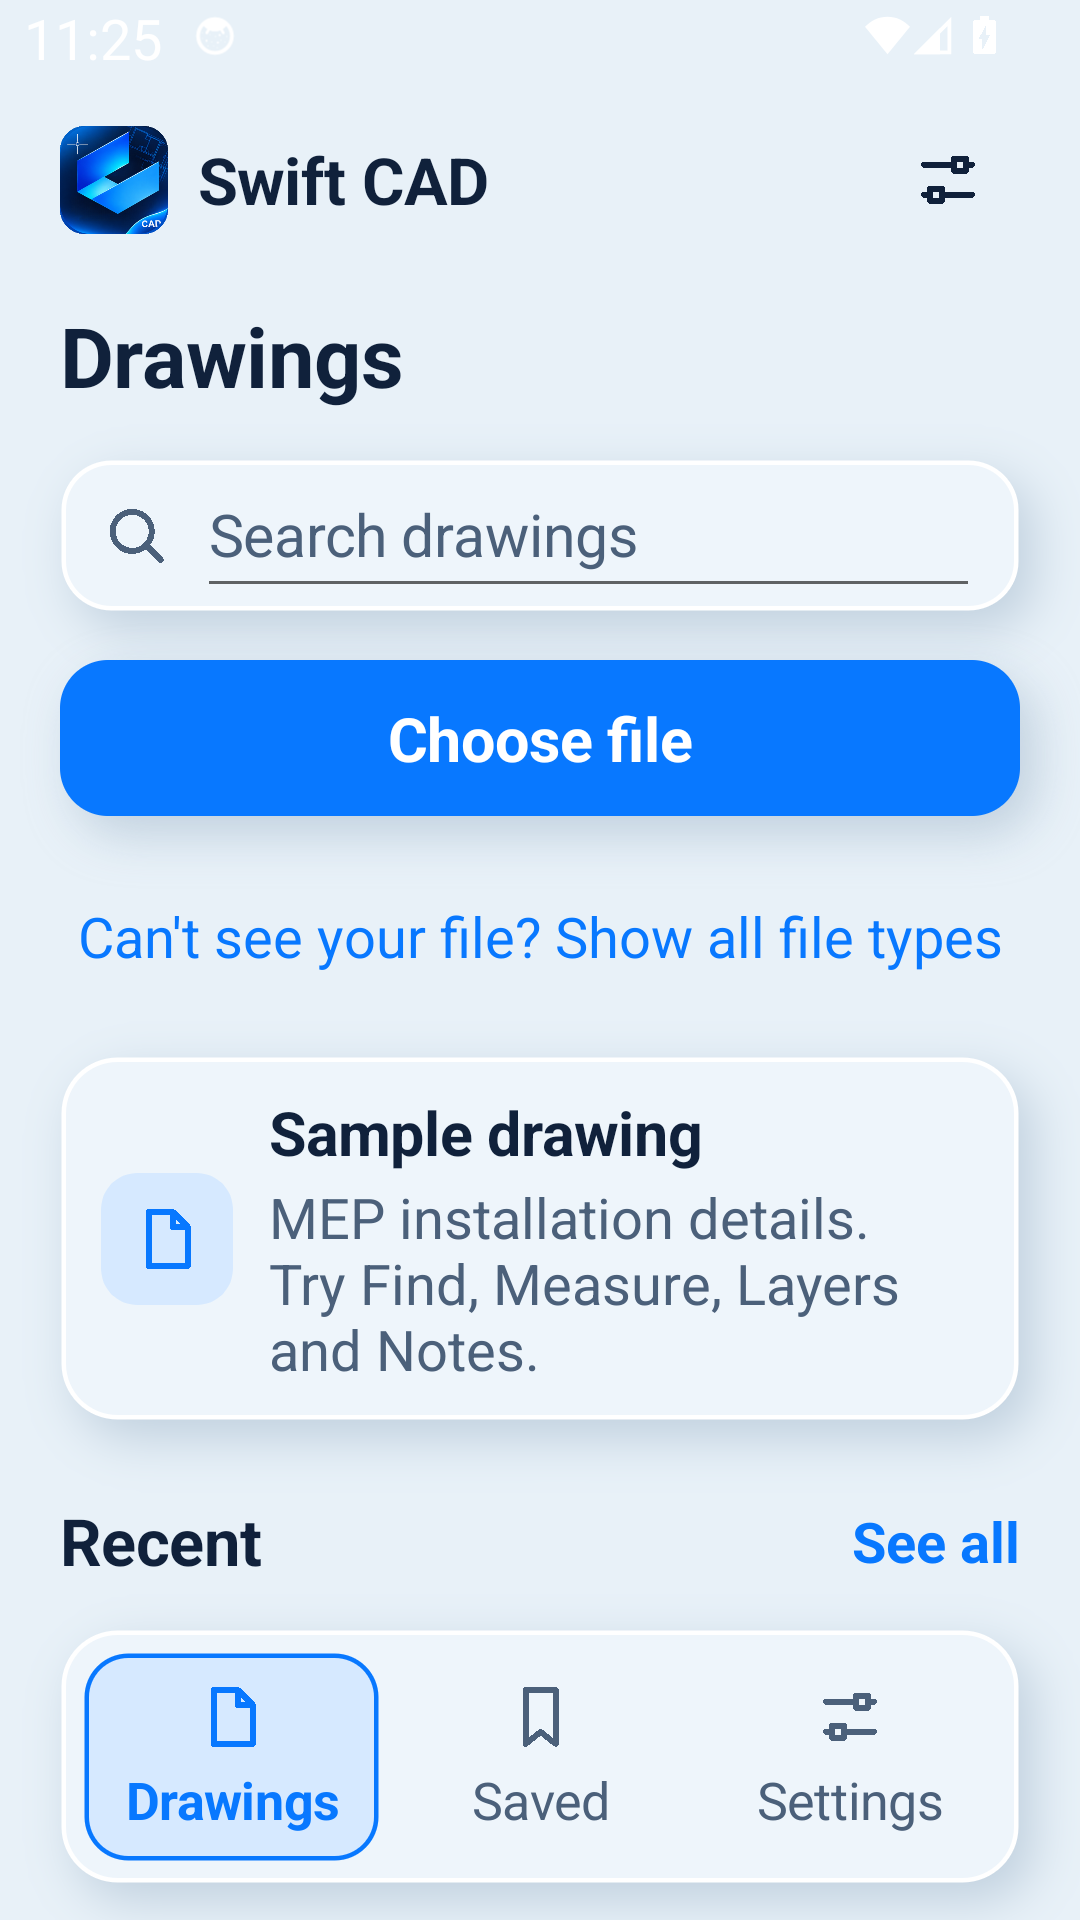 11:25
CAD
Swift CAD
Drawings
Search drawings
Choose file
Can't see your file? Show all file types
Sample drawing
MEP installation details.
Try Find, Measure, Layers
and Notes.
Recent
See all
Drawings
Saved
Settings